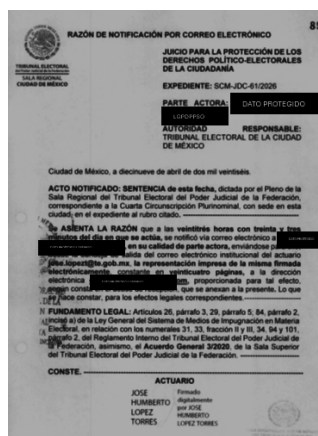 8
RAZÓN DE NOTIFICACIÓN POR CORREO ELECTRÓNICO
TRIBUNAL ELECTORAL
del Poder Judicial de la Federación
SALA REGIONAL
CIUDAD DE MÉXICO
JUICIO PARA LA PROTECCIÓN DE LOS
DERECHOS POLÍTICO-ELECTORALES
DE LA CIUDADANÍA
EXPEDIENTE: SCM-JDC-61/2026
PARTE ACTORA: DATO PROTEGIDO
LGPDPPSO
AUTORIDAD RESPONSABLE:
TRIBUNAL ELECTORAL DE LA CIUDAD
DE MÉXICO
Ciudad de México, a diecinueve de abril de dos mil veintiséis.
ACTO NOTIFICADO: SENTENCIA de esta fecha, dictada por el Pleno de la
Sala Regional del Tribunal Electoral del Poder Judicial de la Federación,
correspondiente a la Cuarta Circunscripción Plurinominal, con sede en esta
ciudad, en el expediente al rubro citado.
Se ASIENTA LA RAZÓN que a las veintitrés horas con treinta y tres
minutos del día en que se actúa, se notificó vía correo electrónico a
, en su calidad de parte actora, enviándose
salida del correo electrónico institucional del actuario
jose.lopezt@te.gob.mx, la representación impresa de la misma firmada
electrónicamente, constante en veinticuatro páginas, a la dirección
electrónica m, proporcionada para tal efecto,
según que se anexan a la presente. Lo que
se hace constar, para los efectos legales correspondientes.
FUNDAMENTO LEGAL: Artículos 26, párrafo 3, 29, párrafo 5; 84, párrafo 2,
inciso a) de la Ley General del Sistema de Medios de Impugnación en Materia
Electoral, en relación con los numerales 31, 33, fracción II y III, 34, 94 y 101,
párrafo 2, del Reglamento Interno del Tribunal Electoral del Poder Judicial de
la Federación, asimismo, el Acuerdo General 3/2020, de la Sala Superior
del Tribunal Electoral del Poder Judicial de la Federación.
CONSTE.
ACTUARIO
JOSE
HUMBERTO
LOPEZ
TORRES
Firmado
digitalmente
por JOSE
HUMBERTO
LOPEZ TORRES